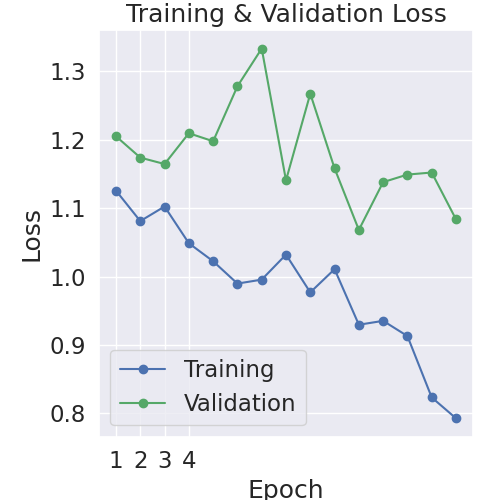 Training & Validation Loss
1.3
1.2
1.1
1.0
0.9
0.8
Loss
Training
Validation
1 2 3 4
Epoch